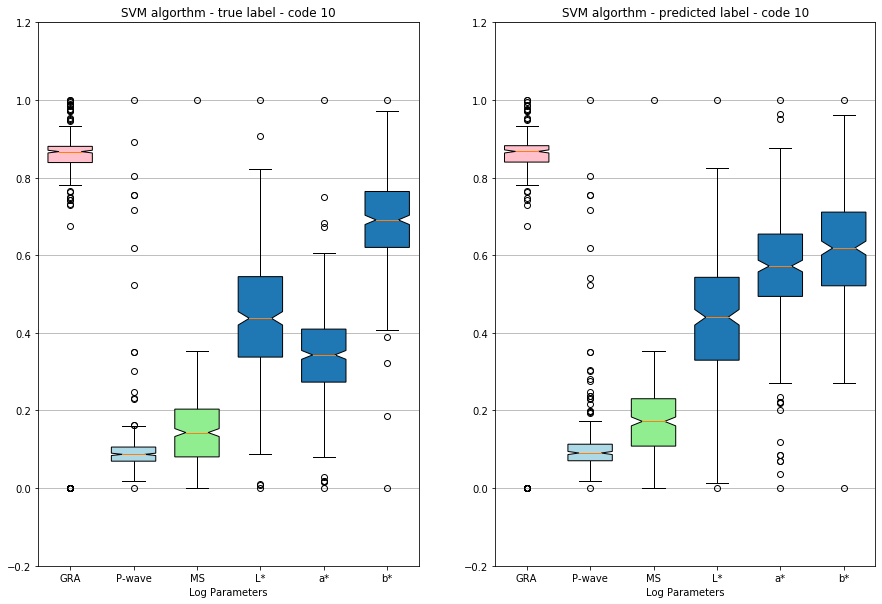 SVM algorthm - true label - code 10
1.2
1.0
0.8
0.6
0.4
0.2
0.0
−0.2
GRA P-wave MS L* a* b*
Log Parameters
SVM algorthm - predicted label - code 10
1.2
1.0
0.8
0.6
0.4
0.2
0.0
−0.2
GRA P-wave MS L* a* b*
Log Parameters